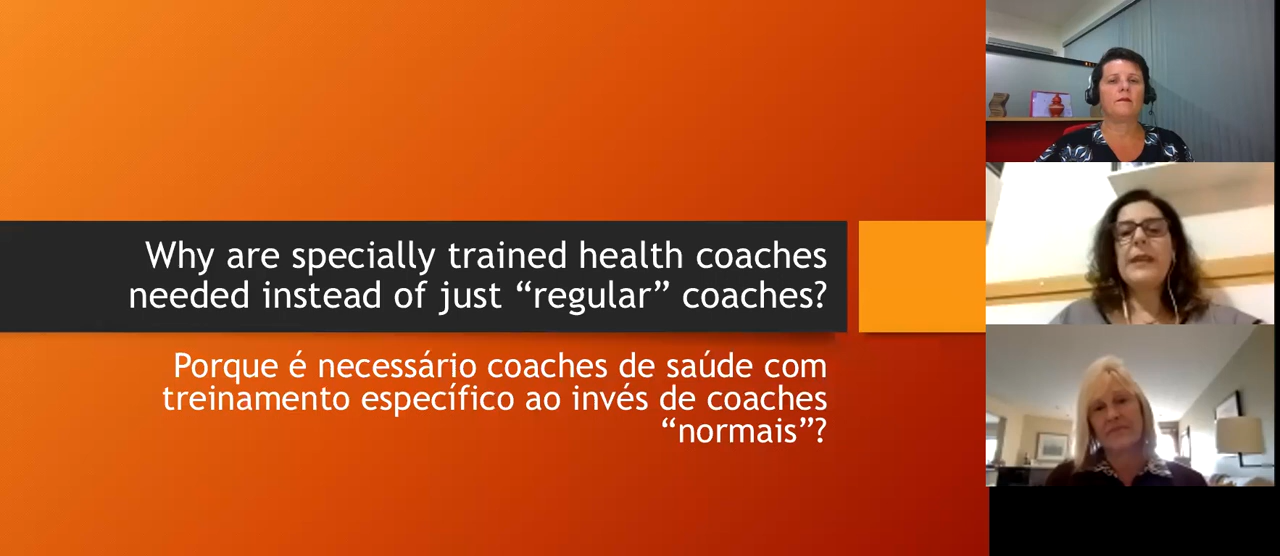 Why are specially trained health coaches
needed instead of just “regular” coaches?
Porque é necessário coaches de saúde com
treinamento específico ao invés de coaches
“normais”?